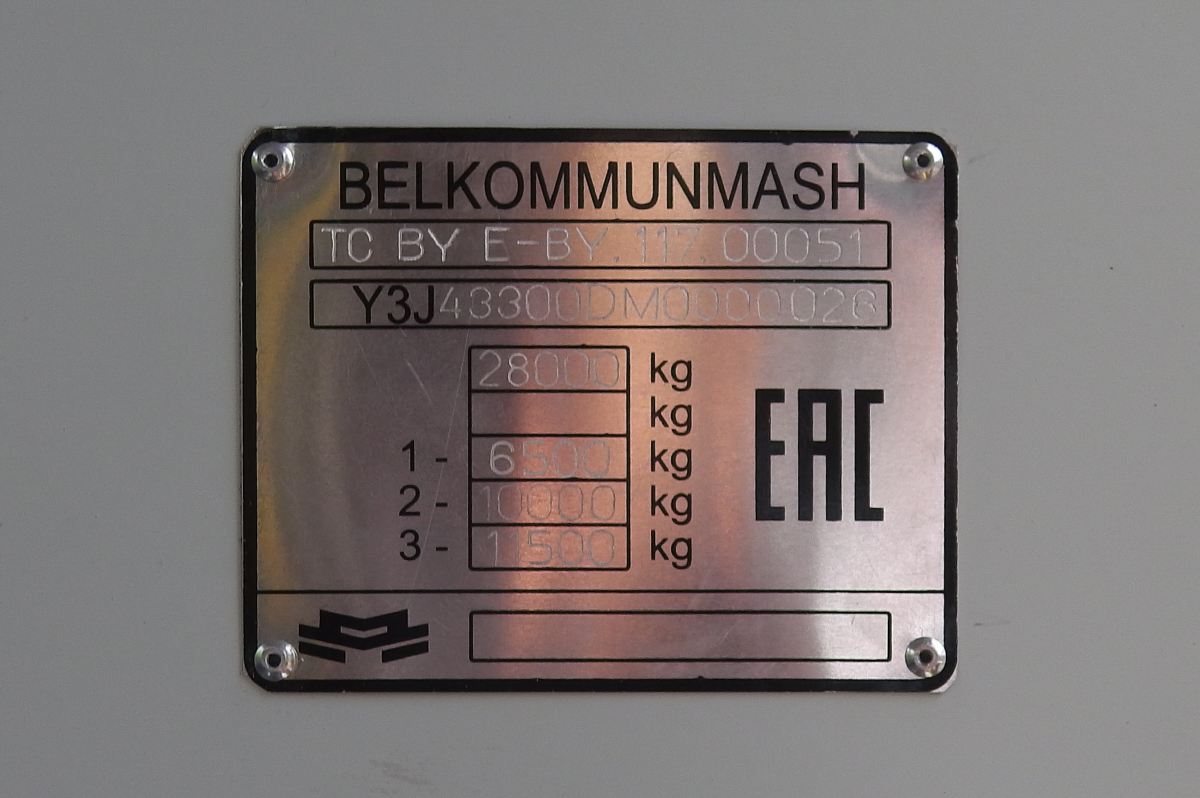 BELKOMMUNMASH
TC BY E-BY.117.00051
Y3J43300DM0000026
28000 kg
kg
1 - 6500 kg
2 - 10000 kg
3 - 11500 kg
EAC